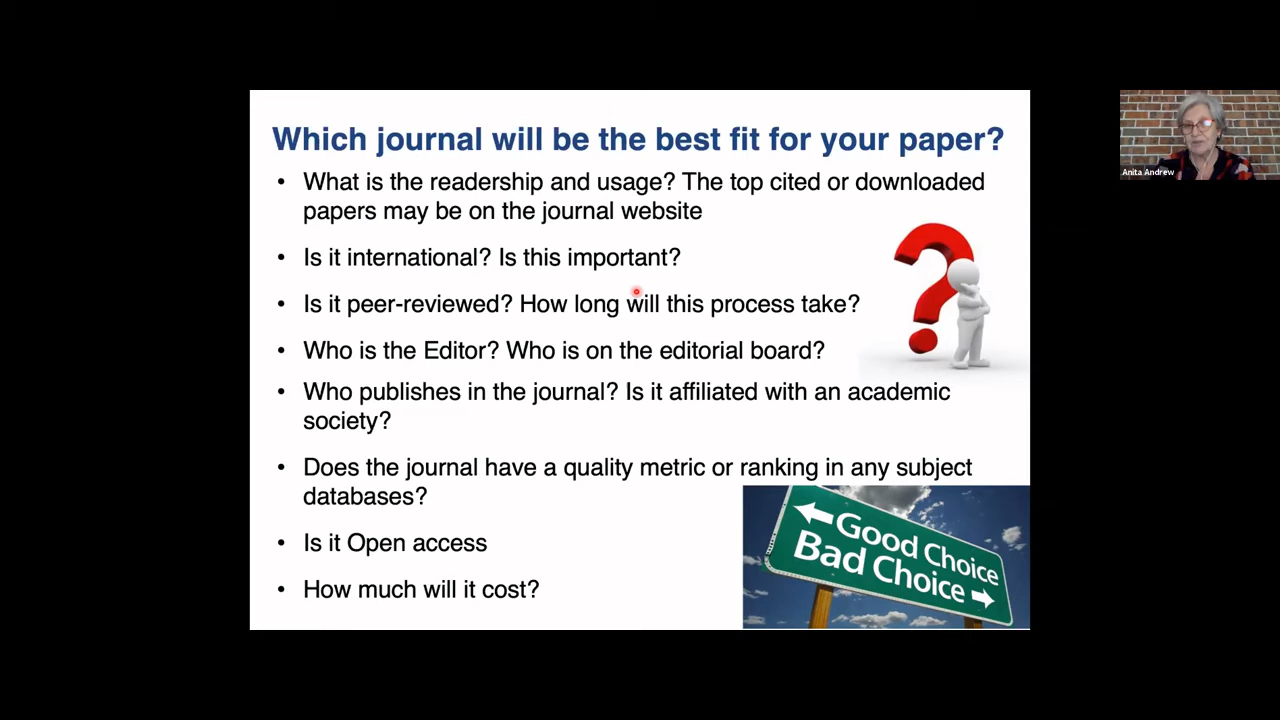 Which journal will be the best fit for your paper?
• What is the readership and usage? The top cited or downloaded
papers may be on the journal website
• Is it international? Is this important?
• Is it peer-reviewed? How long will this process take?
• Who is the Editor? Who is on the editorial board?
• Who publishes in the journal? Is it affiliated with an academic
society?
• Does the journal have a quality metric or ranking in any subject
databases?
• Is it Open access
• How much will it cost?
Good Choice
Bad Choice
Anita Andrew